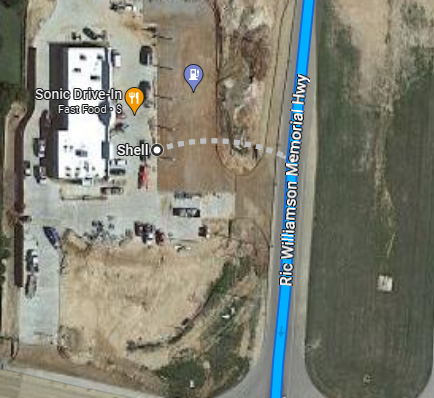 Sonic Drive-In
Fast Food • $
Shell
Ric Williamson Memorial Hwy